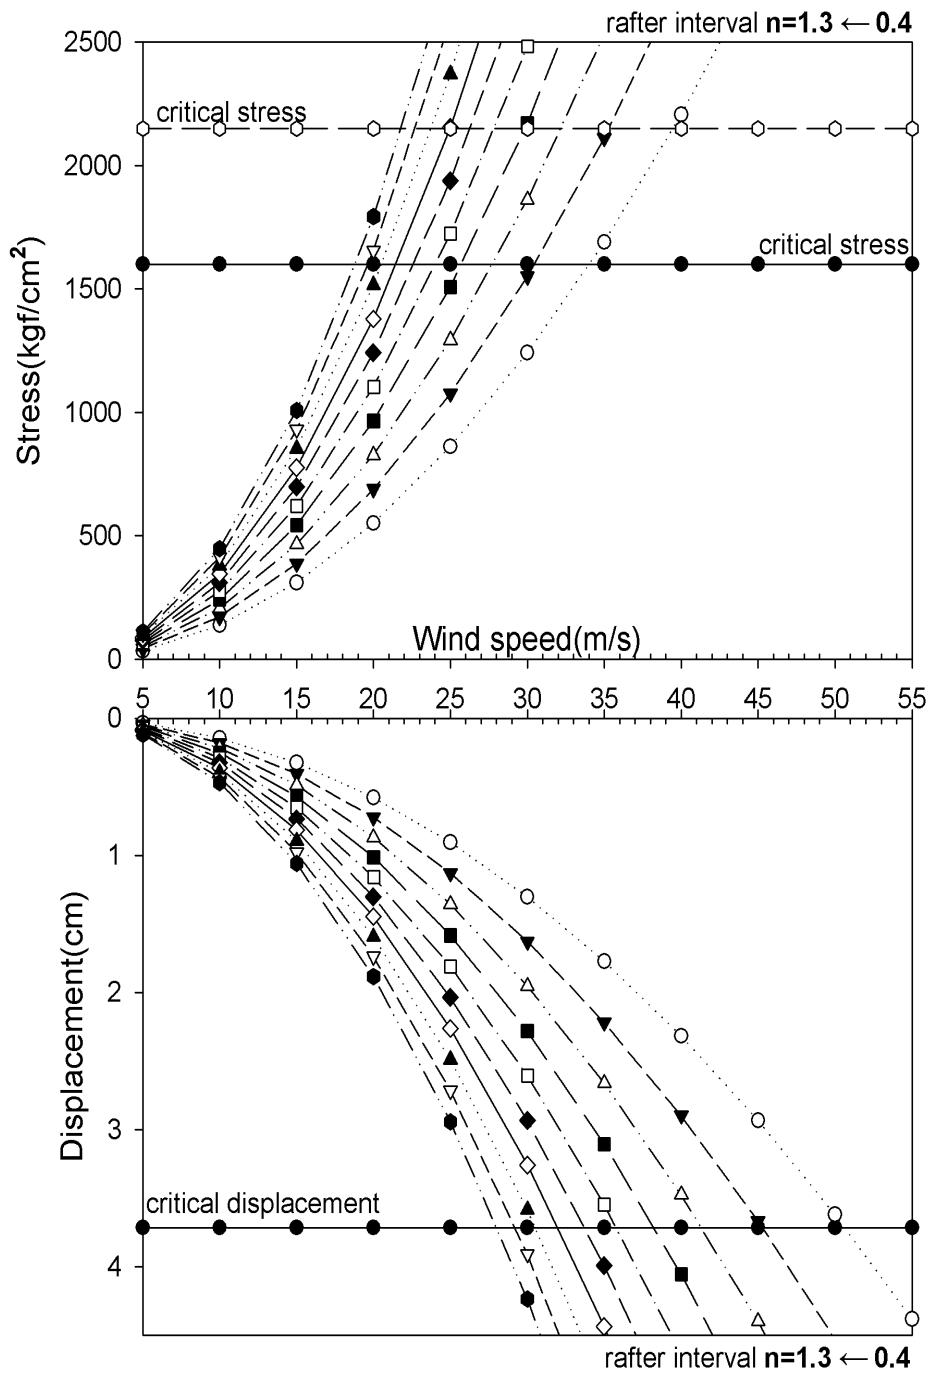 rafter interval n=1.3 ← 0.4
2500
critical stress
2000
critical stress
1500
Stress(kgf/cm²)
1000
500
Wind speed(m/s)
0
5 10 15 20 25 30 35 40 45 50 55
0
1
Displacement(cm)
2
3
critical displacement
4
rafter interval n=1.3 ← 0.4